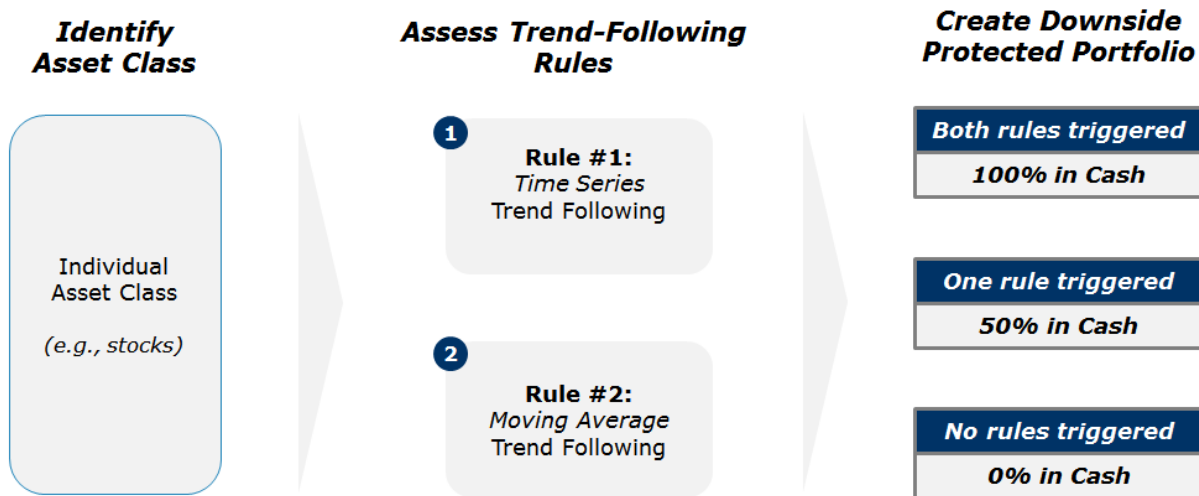 Identify
Asset Class
Individual
Asset Class
(e.g., stocks)
Assess Trend-Following
Rules
1
Rule #1:
Time Series
Trend Following
2
Rule #2:
Moving Average
Trend Following
Create Downside
Protected Portfolio
Both rules triggered
100% in Cash
One rule triggered
50% in Cash
No rules triggered
0% in Cash